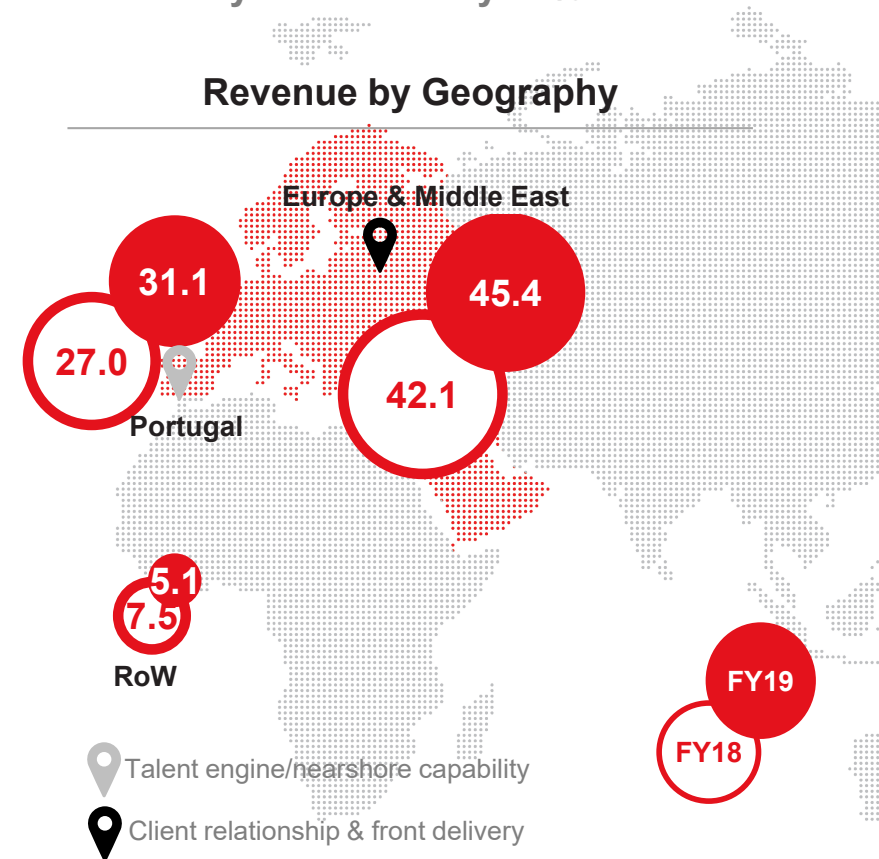 Revenue by Geography
Europe & Middle East
31.1
45.4
27.0
42.1
Portugal
5.1
7.5
RoW
FY19
FY18
Talent engine/nearshore capability
Client relationship & front delivery